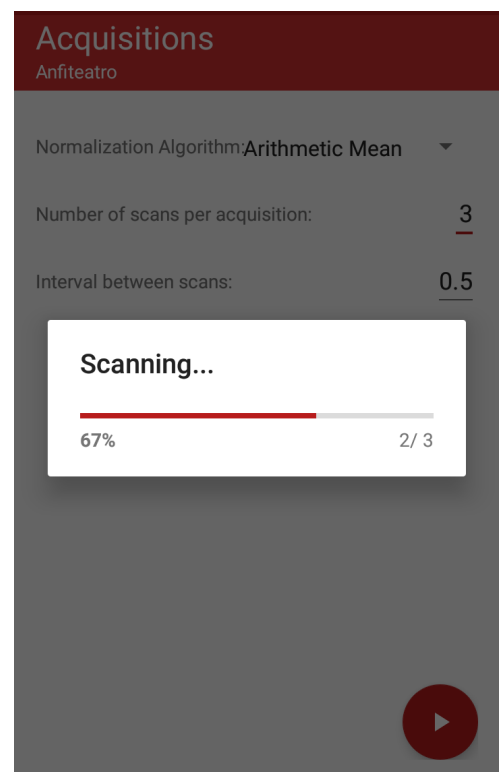 Acquisitions
Anfiteatro
Normalization Algorithm: Arithmetic Mean
Number of scans per acquisition: 3
Interval between scans: 0.5
Scanning...
67% 2/ 3